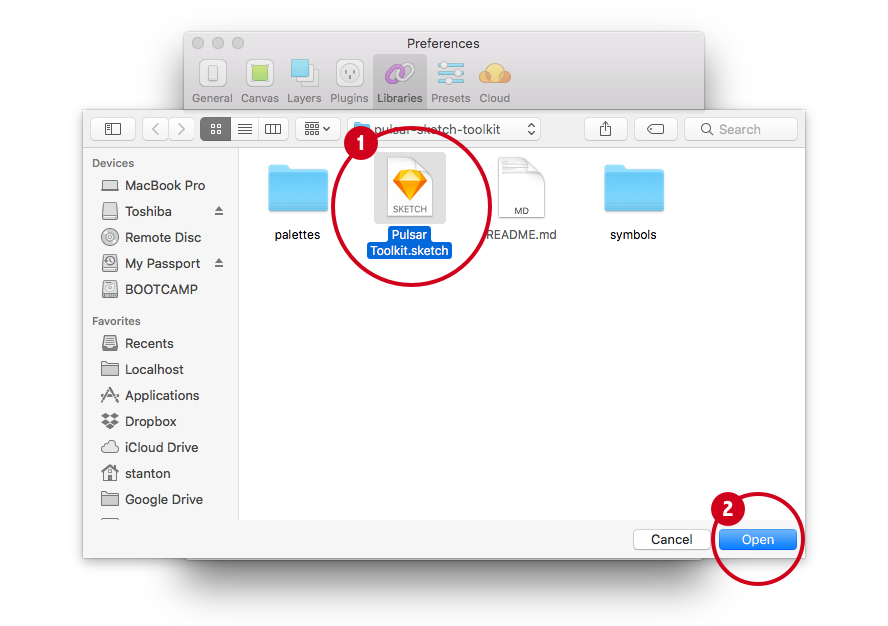 Preferences
General Canvas Layers Plugins Libraries Presets Cloud
pulsar-sketch-toolkit
Search
1
Devices
MacBook Pro
Toshiba
Remote Disc
My Passport
BOOTCAMP
Favorites
Recents
Localhost
Applications
Dropbox
iCloud Drive
stanton
Google Drive
palettes
SKETCH
Pulsar
Toolkit.sketch
MD
README.md
symbols
2
Cancel
Open